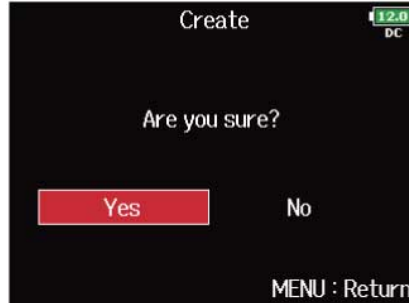 Create
12.0
DC
Are you sure?
Yes No
MENU : Return